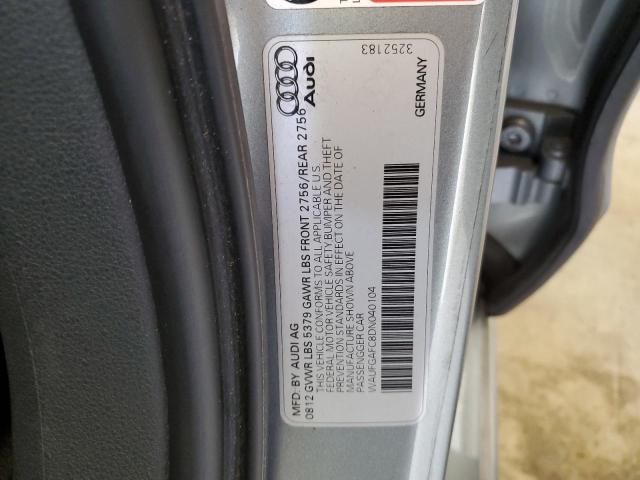 Audi
3252183
GERMANY
MFD. BY AUDI AG
08 12 GVWR LBS 5379 GAWR LBS FRONT 2756/REAR 2756
THIS VEHICLE CONFORMS TO ALL APPLICABLE U.S.
FEDERAL MOTOR VEHICLE SAFETY BUMPER AND THEFT
PREVENTION STANDARDS IN EFFECT ON THE DATE OF
MANUFACTURE SHOWN ABOVE
PASSENGER CAR
WAUFGAFC8DN040104